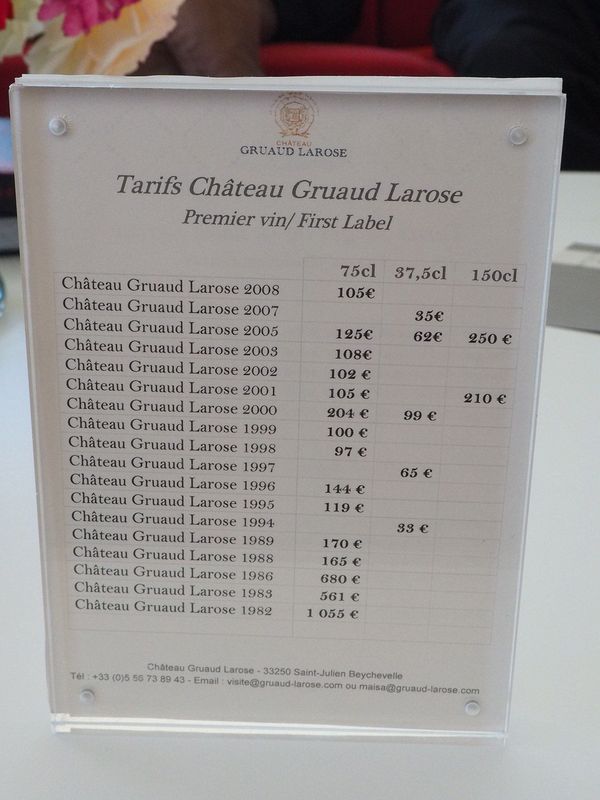 CHÂTEAU
GRUAUD LAROSE
Tarifs Château Gruaud Larose
Premier vin/ First Label
75cl 37,5cl 150cl
Château Gruaud Larose 2008 105€
Château Gruaud Larose 2007 35€
Château Gruaud Larose 2005 125€ 62€ 250 €
Château Gruaud Larose 2003 108€
Château Gruaud Larose 2002 102 €
Château Gruaud Larose 2001 105 € 210 €
Château Gruaud Larose 2000 204 € 99 €
Château Gruaud Larose 1999 100 €
Château Gruaud Larose 1998 97 €
Château Gruaud Larose 1997 65 €
Château Gruaud Larose 1996 144 €
Château Gruaud Larose 1995 119 €
Château Gruaud Larose 1994 33 €
Château Gruaud Larose 1989 170 €
Château Gruaud Larose 1988 165 €
Château Gruaud Larose 1986 680 €
Château Gruaud Larose 1983 561 €
Château Gruaud Larose 1982 1 055 €
Château Gruaud Larose - 33250 Saint-Julien Beychevelle
Tél : +33 (0)5 56 73 89 43 - Email : visite@gruaud-larose.com ou maisa@gruaud-larose.com